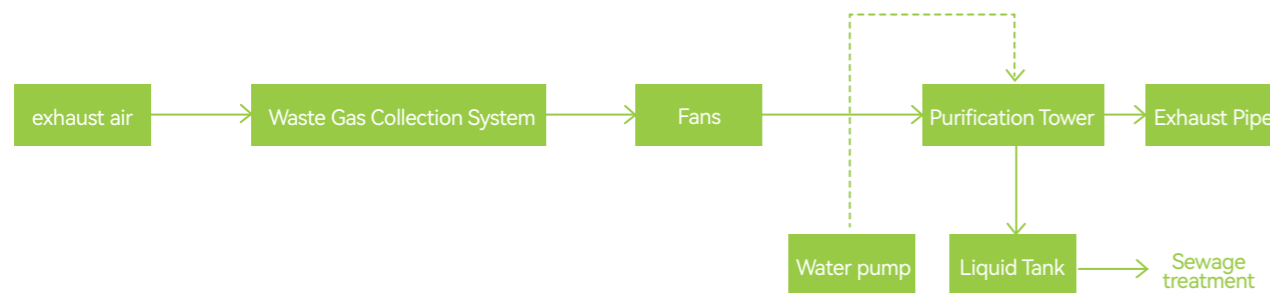 exhaust air
Waste Gas Collection System
Fans
Purification Tower
Exhaust Pipe
Water pump
Liquid Tank
Sewage
treatment